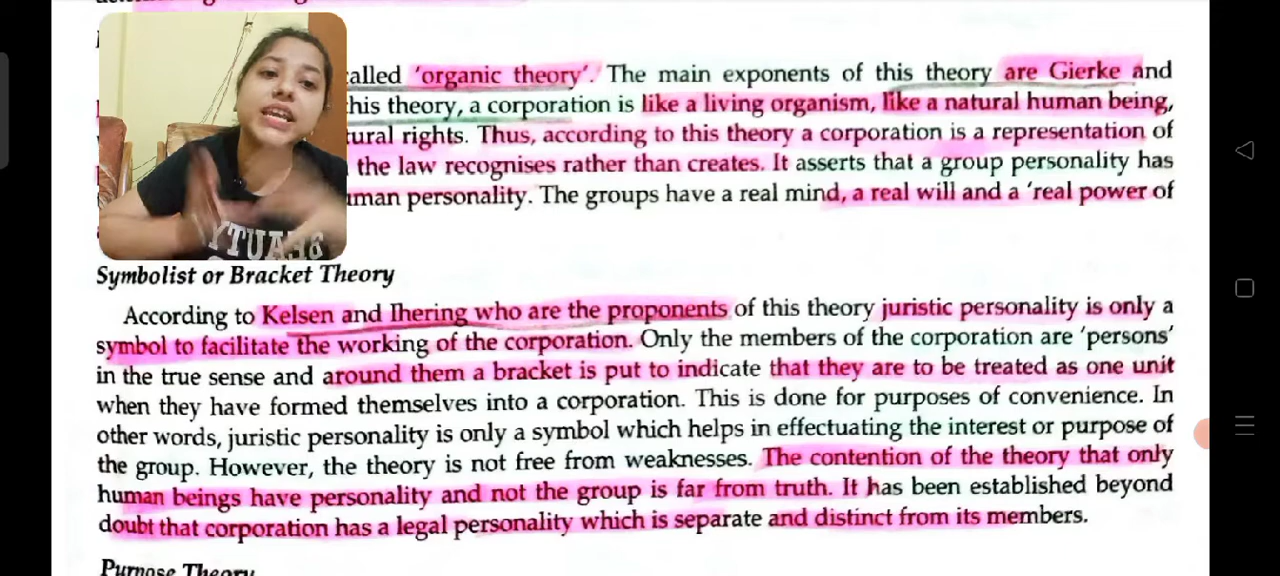 called 'organic theory'. The main exponents of this theory are Gierke and
this theory, a corporation is like a living organism, like a natural human being,
tural rights. Thus, according to this theory a corporation is a representation of
the law recognises rather than creates. It asserts that a group personality has
uman personality. The groups have a real mind, a real will and a 'real power of
Symbolist or Bracket Theory
According to Kelsen and Ihering who are the proponents of this theory juristic personality is only a
symbol to facilitate the working of the corporation. Only the members of the corporation are 'persons'
in the true sense and around them a bracket is put to indicate that they are to be treated as one unit
when they have formed themselves into a corporation. This is done for purposes of convenience. In
other words, juristic personality is only a symbol which helps in effectuating the interest or purpose of
the group. However, the theory is not free from weaknesses. The contention of the theory that only
human beings have personality and not the group is far from truth. It has been established beyond
doubt that corporation has a legal personality which is separate and distinct from its members.
Purpose Theory